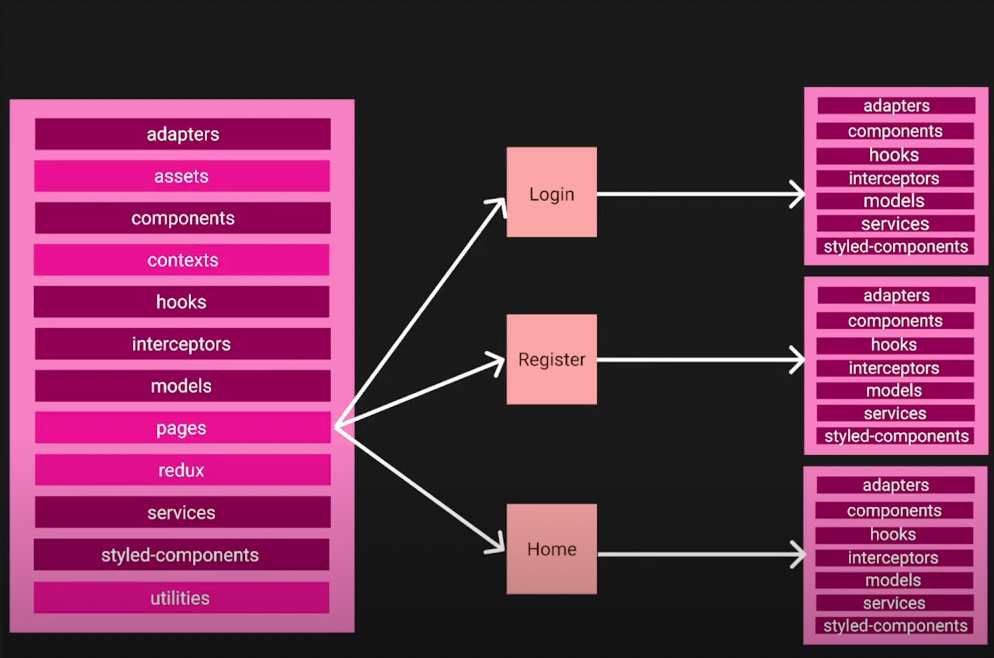 adapters
assets
components
contexts
hooks
interceptors
models
pages
redux
services
styled-components
utilities
Login
Register
Home
adapters
components
hooks
interceptors
models
services
styled-components
adapters
components
hooks
interceptors
models
services
styled-components
adapters
components
hooks
interceptors
models
services
styled-components